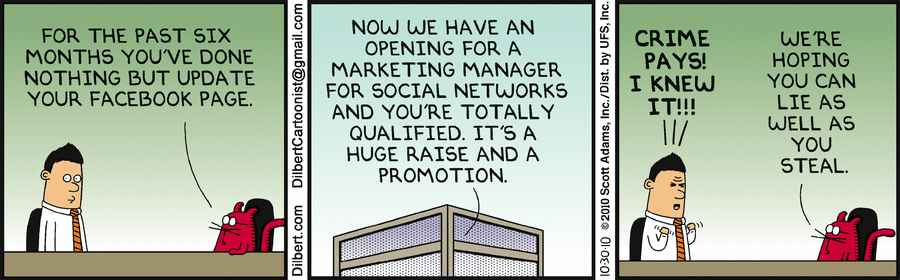 FOR THE PAST SIX
MONTHS YOU'VE DONE
NOTHING BUT UPDATE
YOUR FACEBOOK PAGE.
Dilbert.com DilbertCartoonist@gmail.com
NOW WE HAVE AN
OPENING FOR A
MARKETING MANAGER
FOR SOCIAL NETWORKS
AND YOU'RE TOTALLY
QUALIFIED. IT'S A
HUGE RAISE AND A
PROMOTION.
10-30-10 © 2010 Scott Adams, Inc./Dist. by UFS, Inc.
CRIME
PAYS!
I KNEW
IT!!!
WE'RE
HOPING
YOU CAN
LIE AS
WELL AS
YOU
STEAL.